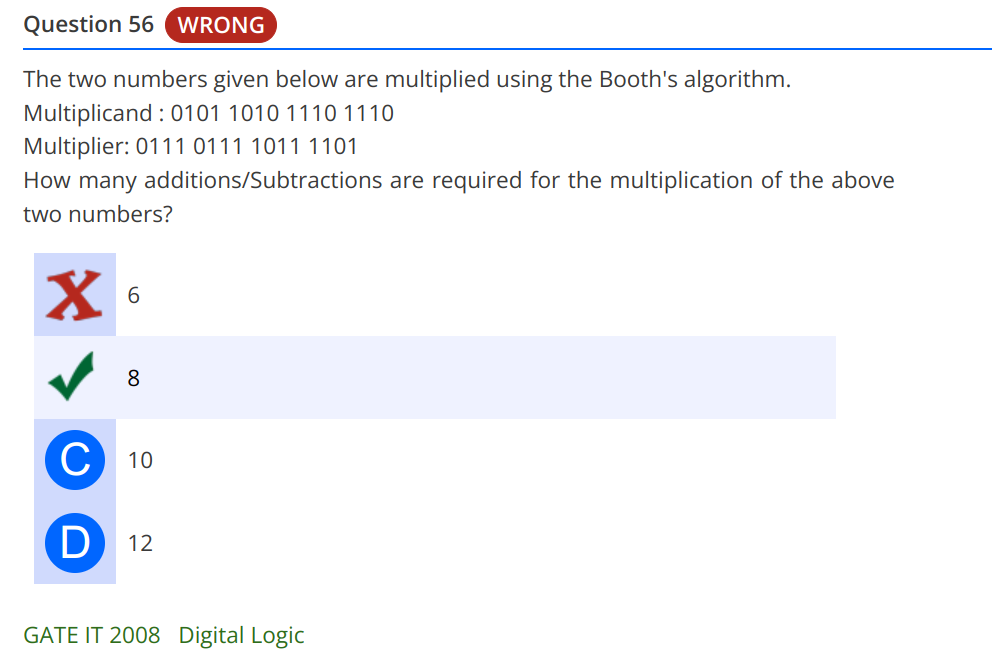 Question 56 WRONG
The two numbers given below are multiplied using the Booth's algorithm.
Multiplicand : 0101 1010 1110 1110
Multiplier: 0111 0111 1011 1101
How many additions/Subtractions are required for the multiplication of the above
two numbers?
6
8
C 10
D 12
GATE IT 2008 Digital Logic